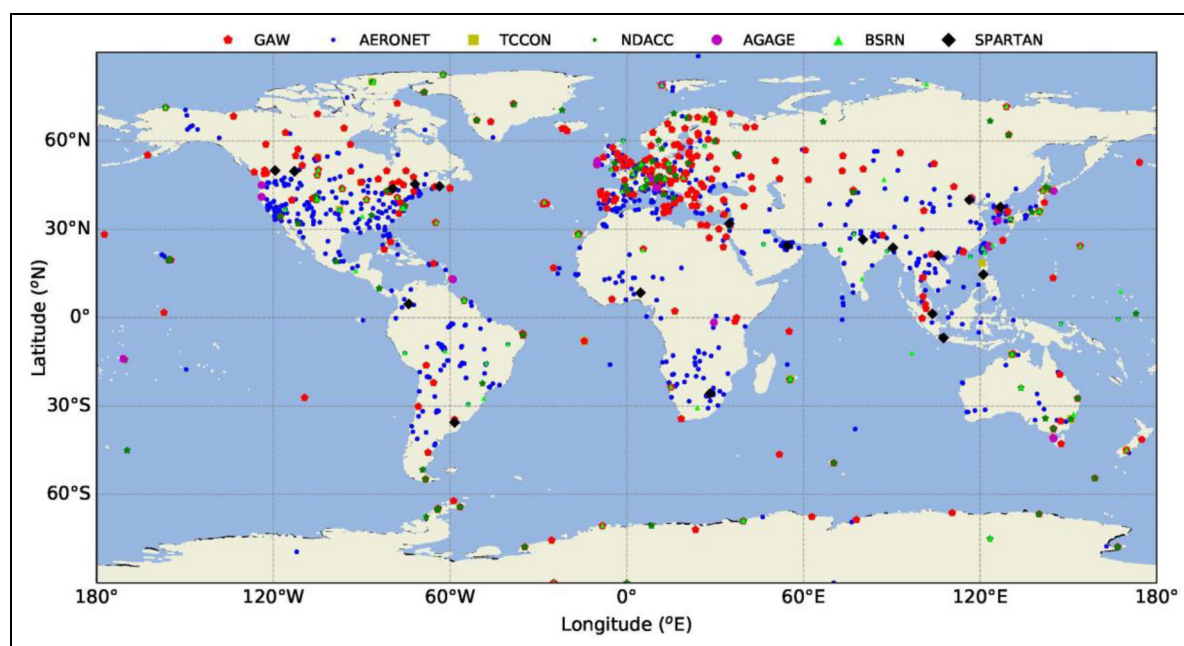 GAW AERONET TCCON NDACC AGAGE BSRN SPARTAN
60°N
30°N
0°
30°S
60°S
Latitude (°N)
180° 120°W 60°W 0° 60°E 120°E 180°
Longitude (°E)